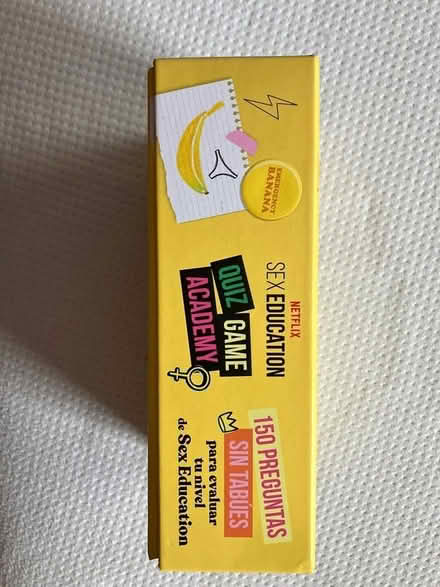 EMERGENCY
BANANA
NETFLIX
SEX EDUCATION
QUIZ GAME
ACADEMY
150 PREGUNTAS
SIN TABÚES
para evaluar
tu nivel
de Sex Education